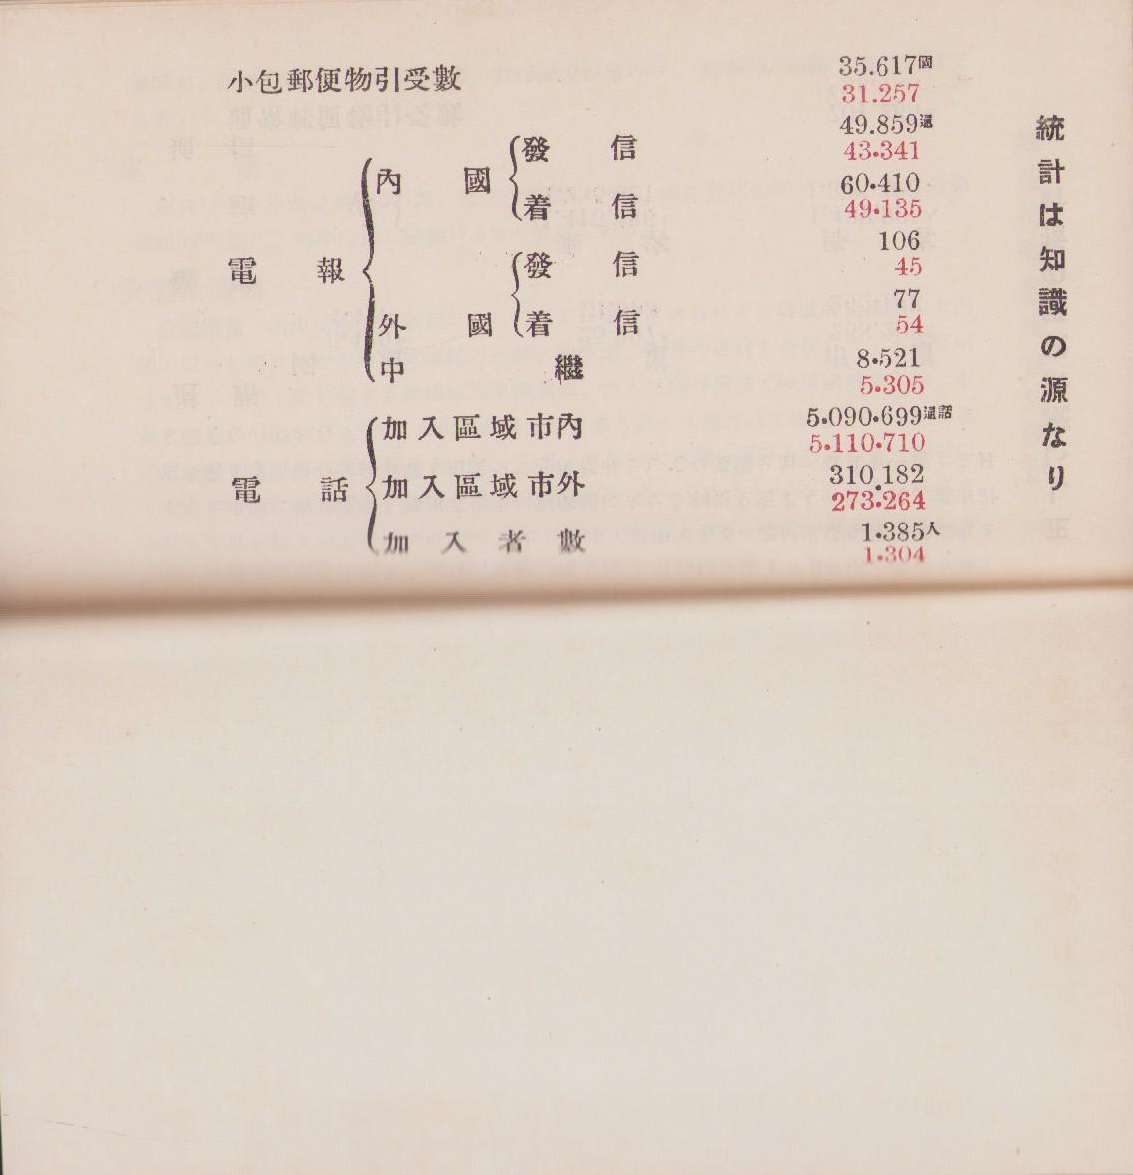 小包郵便物引受數 35.617個
31.257
電報 內國 發信 49.859通
43.341
着信 60.410
49.135
外國 發信 106
45
着信 77
54
中繼 8.521
5.305
電話 加入區域市內 5.090.699通話
5.110.710
加入區域市外 310.182
273.264
加入者數 1.385人
1.304
統計は知識の源なり